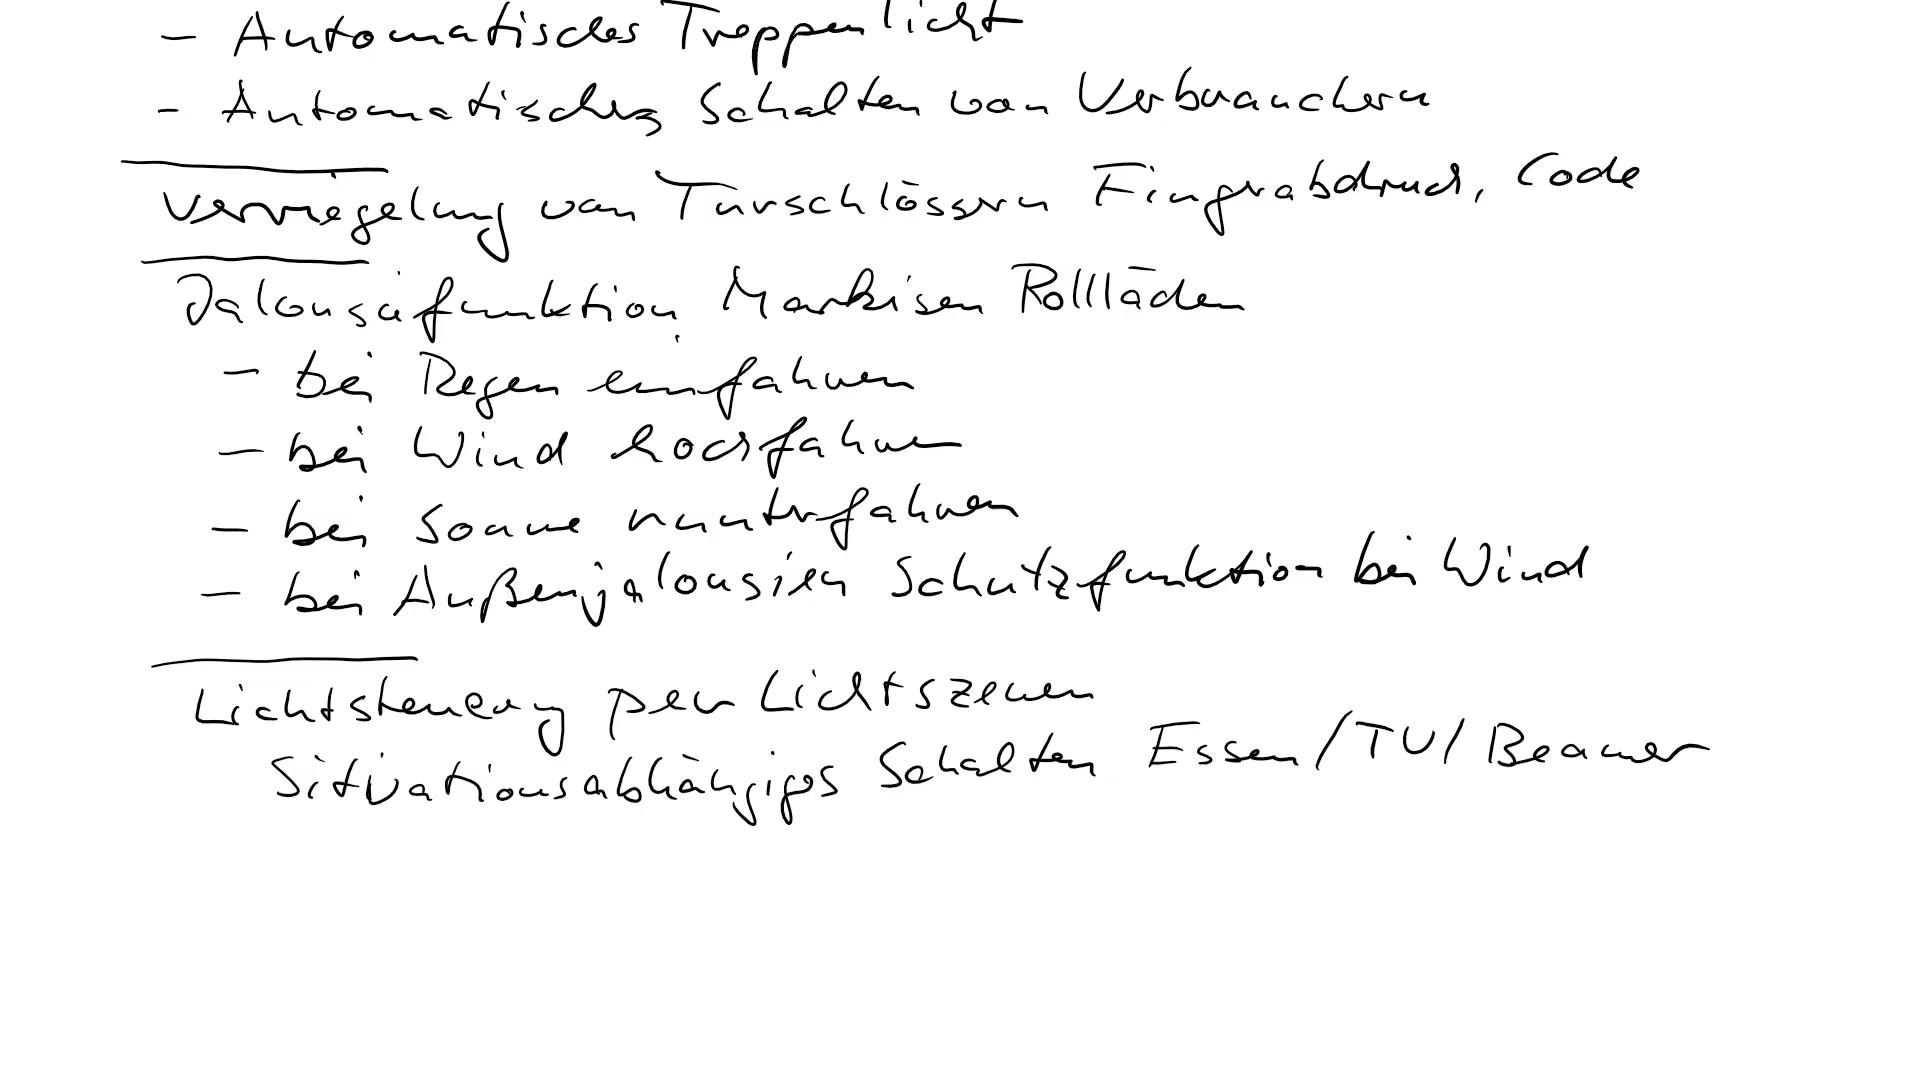 - Automatisches Treppenlicht
- Automatisches Schalten von Verbrauchern
Verriegelung von Türschlössern Fingerabdruck, Code
Jalousiefunktion, Markisen Rollläden
- bei Regen einfahren
- bei Wind hochfahren
- bei Sonne runterfahren
- bei Außenjalousien Schutzfunktion bei Wind
Lichtsteuerung per Lichtszenen
Situationsabhängiges Schalten Essen/TV/Beamer